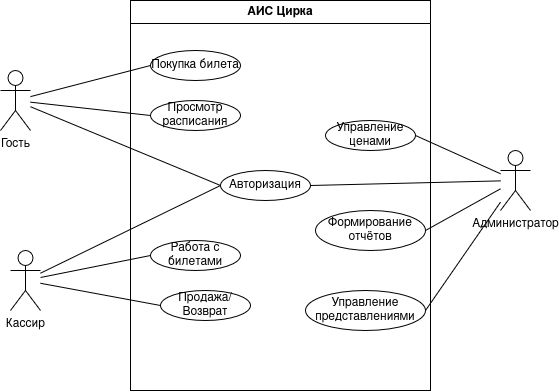 АИС Цирка
Покупка билета
Просмотр
расписания
Гость
Управление
ценами
Авторизация
Администратор
Формирование
отчётов
Работа с
билетами
Кассир
Продажа/
Возврат
Управление
представлениями